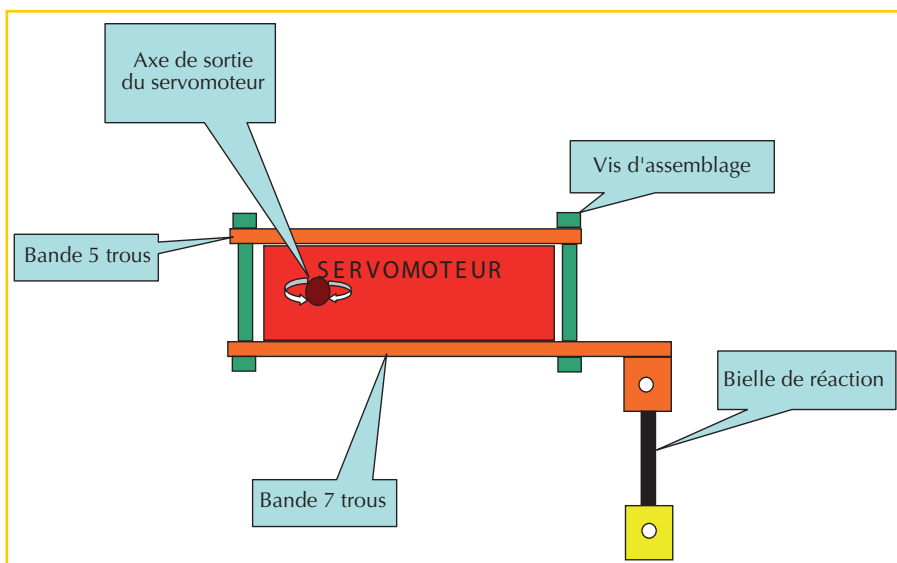 Axe de sortie
du servomoteur
Vis d'assemblage
Bande 5 trous
SERVOMOTEUR
Bielle de réaction
Bande 7 trous